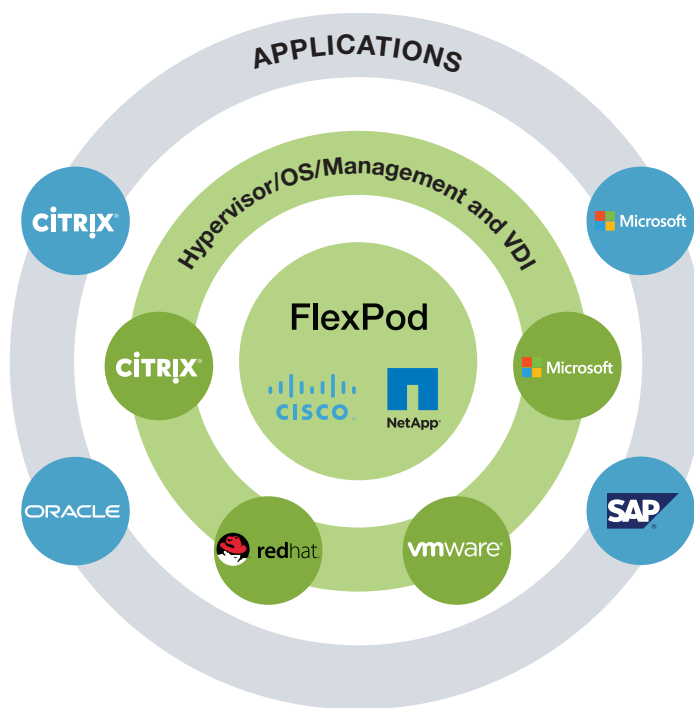 APPLICATIONS
Hypervisor/OS/Management and VDI
FlexPod
CISCO
NetApp®
CiTRIX®
Microsoft
CiTRIX®
Microsoft
ORACLE
SAP®
redhat
vmware®